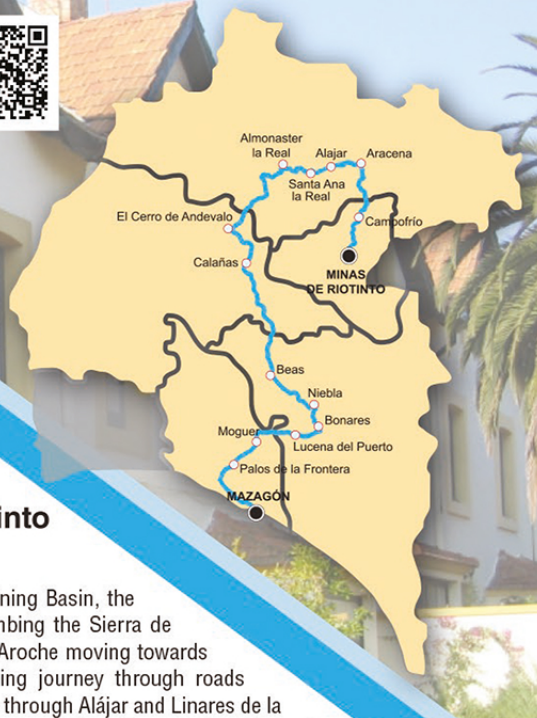 Almonaster
la Real
Alajar
Aracena
Santa Ana
la Real
El Cerro de Andevalo
Campofrío
Calañas
MINAS
DE RIOTINTO
Beas
Niebla
Bonares
Moguer
Lucena del Puerto
Palos de la Frontera
MAZAGÓN
into
ning Basin, the
nbing the Sierra de
Aroche moving towards
ing journey through roads
through Alájar and Linares de la